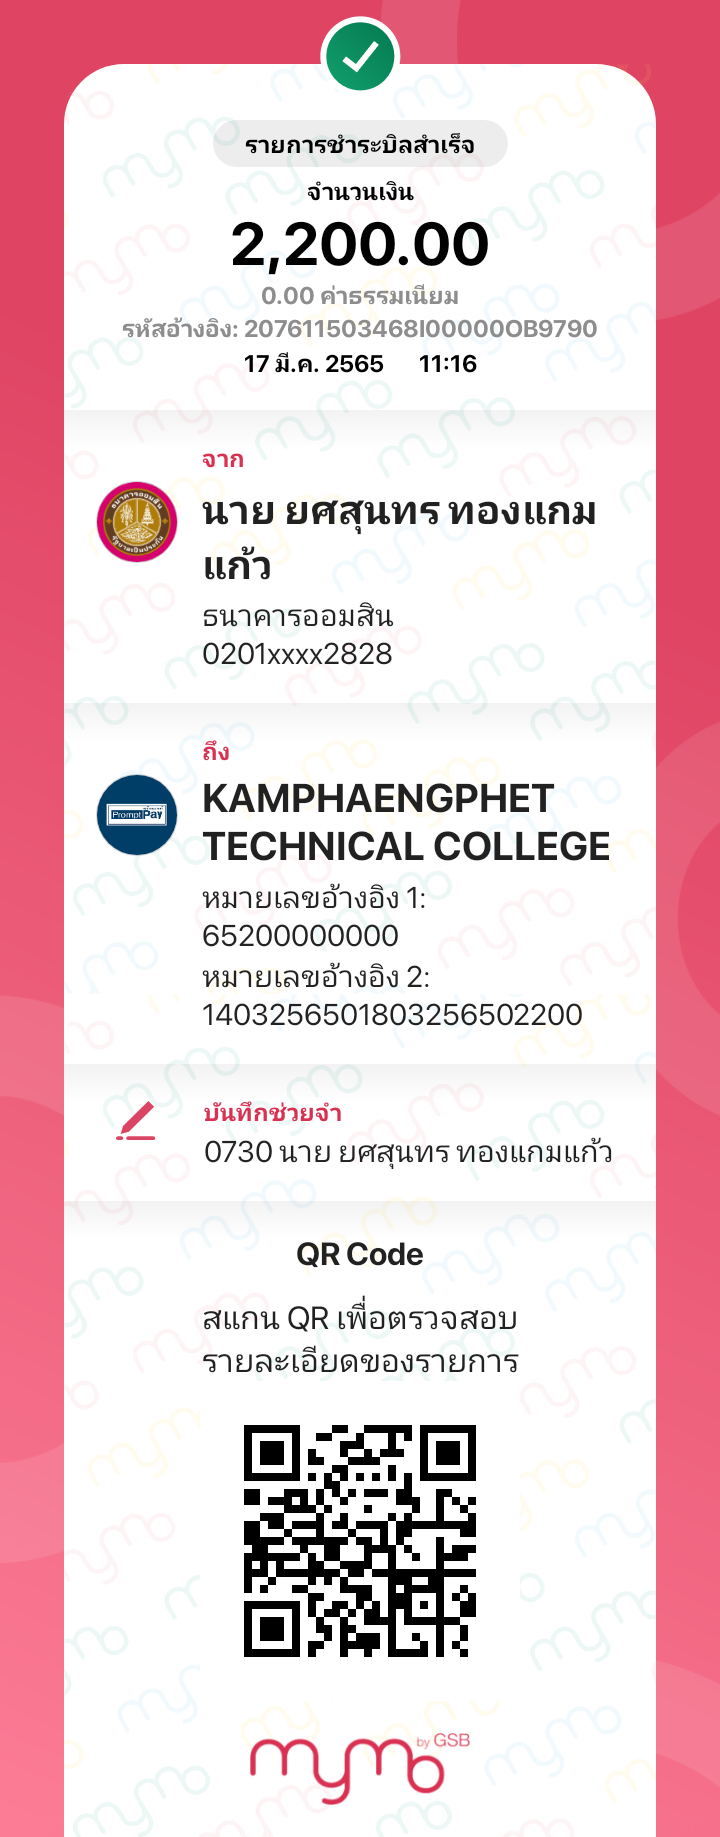 รายการชำระบิลสำเร็จ
จำนวนเงิน
2,200.00
0.00 ค่าธรรมเนียม
รหัสอ้างอิง: 207611503468I00000OB9790
17 มี.ค. 2565 11:16
จาก
นาย ยศสุนทร ทองแกม
แก้ว
ธนาคารออมสิน
0201xxxx2828
ถึง
PromptPay
KAMPHAENGPHET
TECHNICAL COLLEGE
หมายเลขอ้างอิง 1:
65200000000
หมายเลขอ้างอิง 2:
1403256501803256502200
บันทึกช่วยจำ
0730 นาย ยศสุนทร ทองแกมแก้ว
QR Code
สแกน QR เพื่อตรวจสอบ
รายละเอียดของรายการ
mymo by GSB